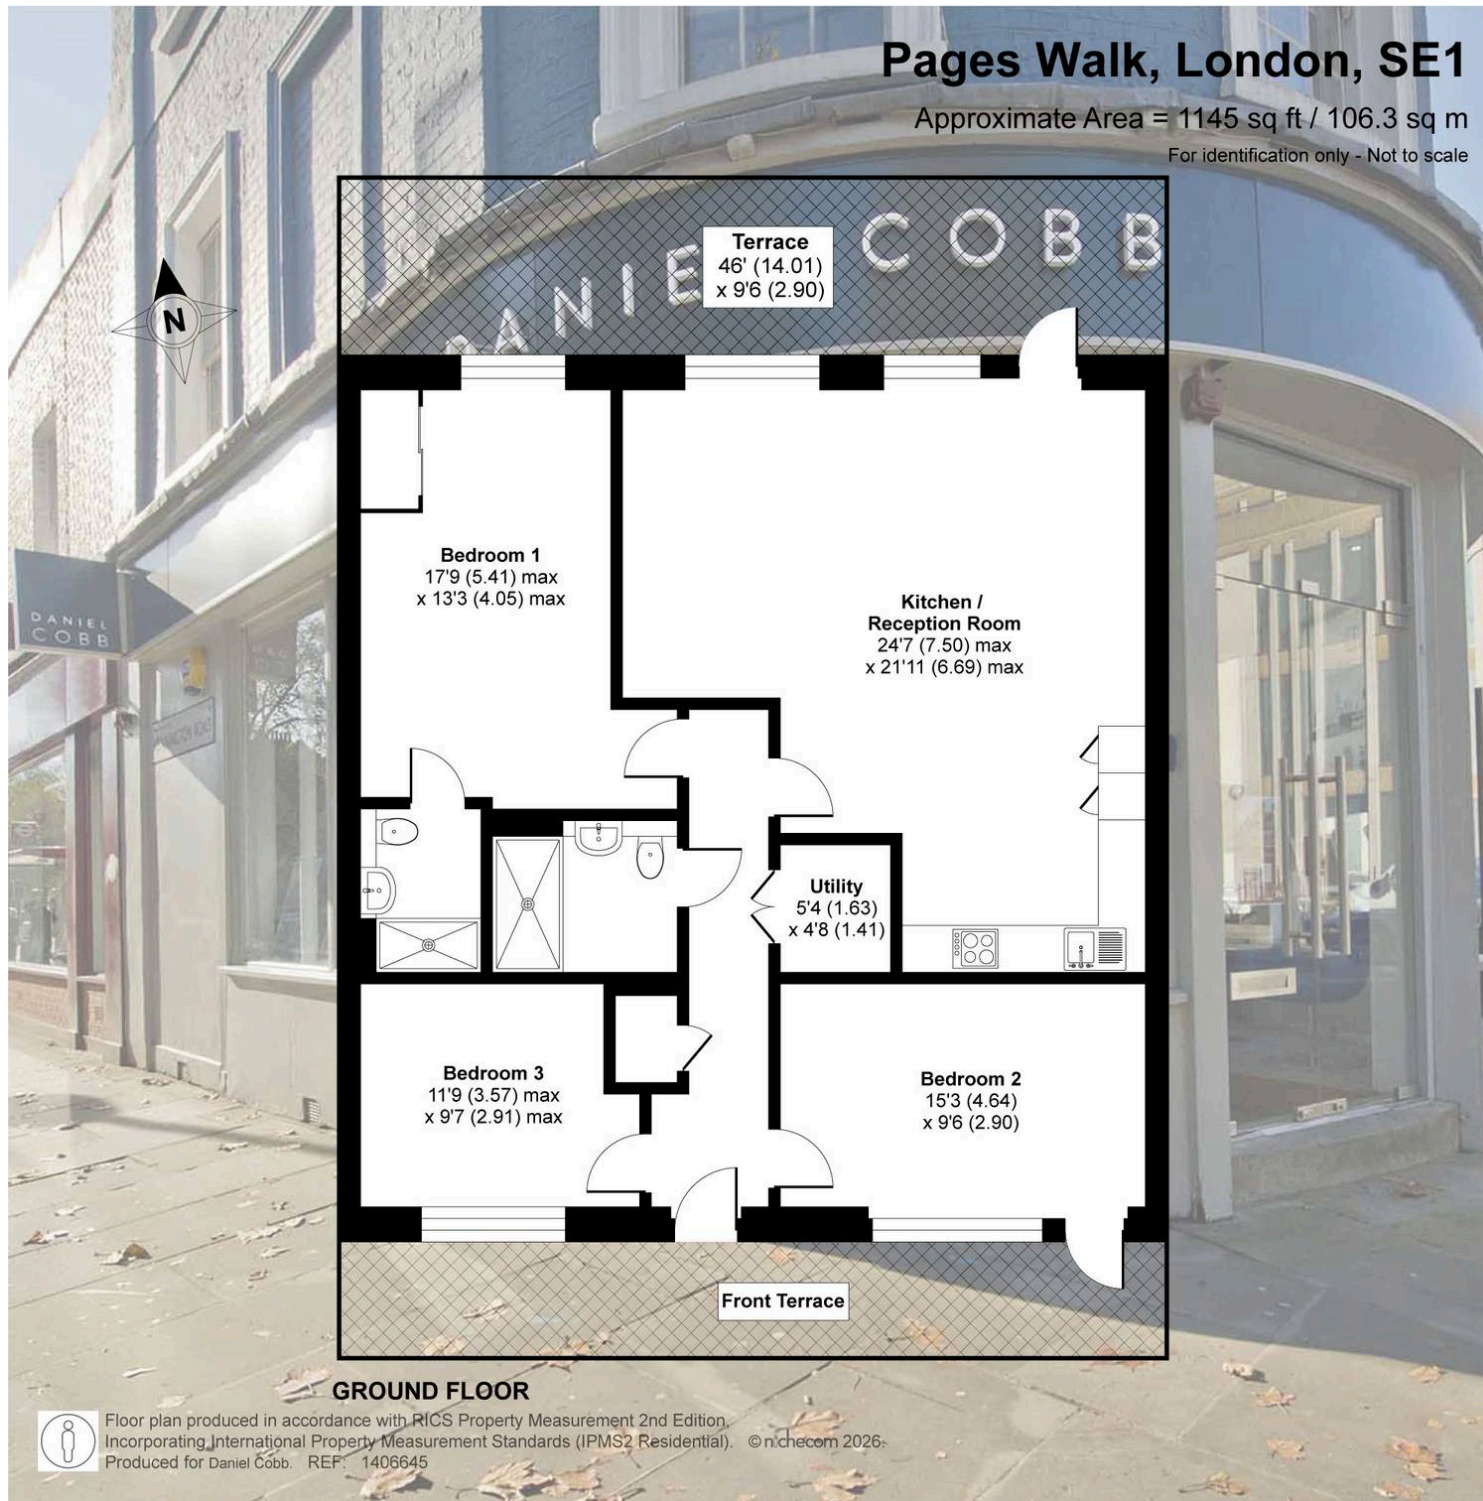 Pages Walk, London, SE1
Approximate Area = 1145 sq ft / 106.3 sq m
For identification only - Not to scale
DANIE COBB
Terrace
46' (14.01)
x 9'6 (2.90)
N
Bedroom 1
17'9 (5.41) max
x 13'3 (4.05) max
Kitchen /
Reception Room
24'7 (7.50) max
x 21'11 (6.69) max
DANIEL
COBB
Utility
5'4 (1.63)
x 4'8 (1.41)
Bedroom 3
11'9 (3.57) max
x 9'7 (2.91) max
Bedroom 2
15'3 (4.64)
x 9'6 (2.90)
Front Terrace
GROUND FLOOR
Floor plan produced in accordance with RICS Property Measurement 2nd Edition,
Incorporating International Property Measurement Standards (IPMS2 Residential). © nichecom 2026.
Produced for Daniel Cobb. REF: 1406645